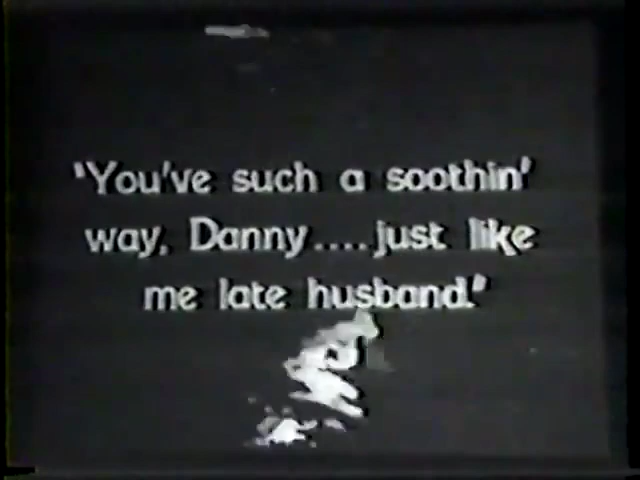 'You've such a soothin'
way, Danny....just like
me late husband.'